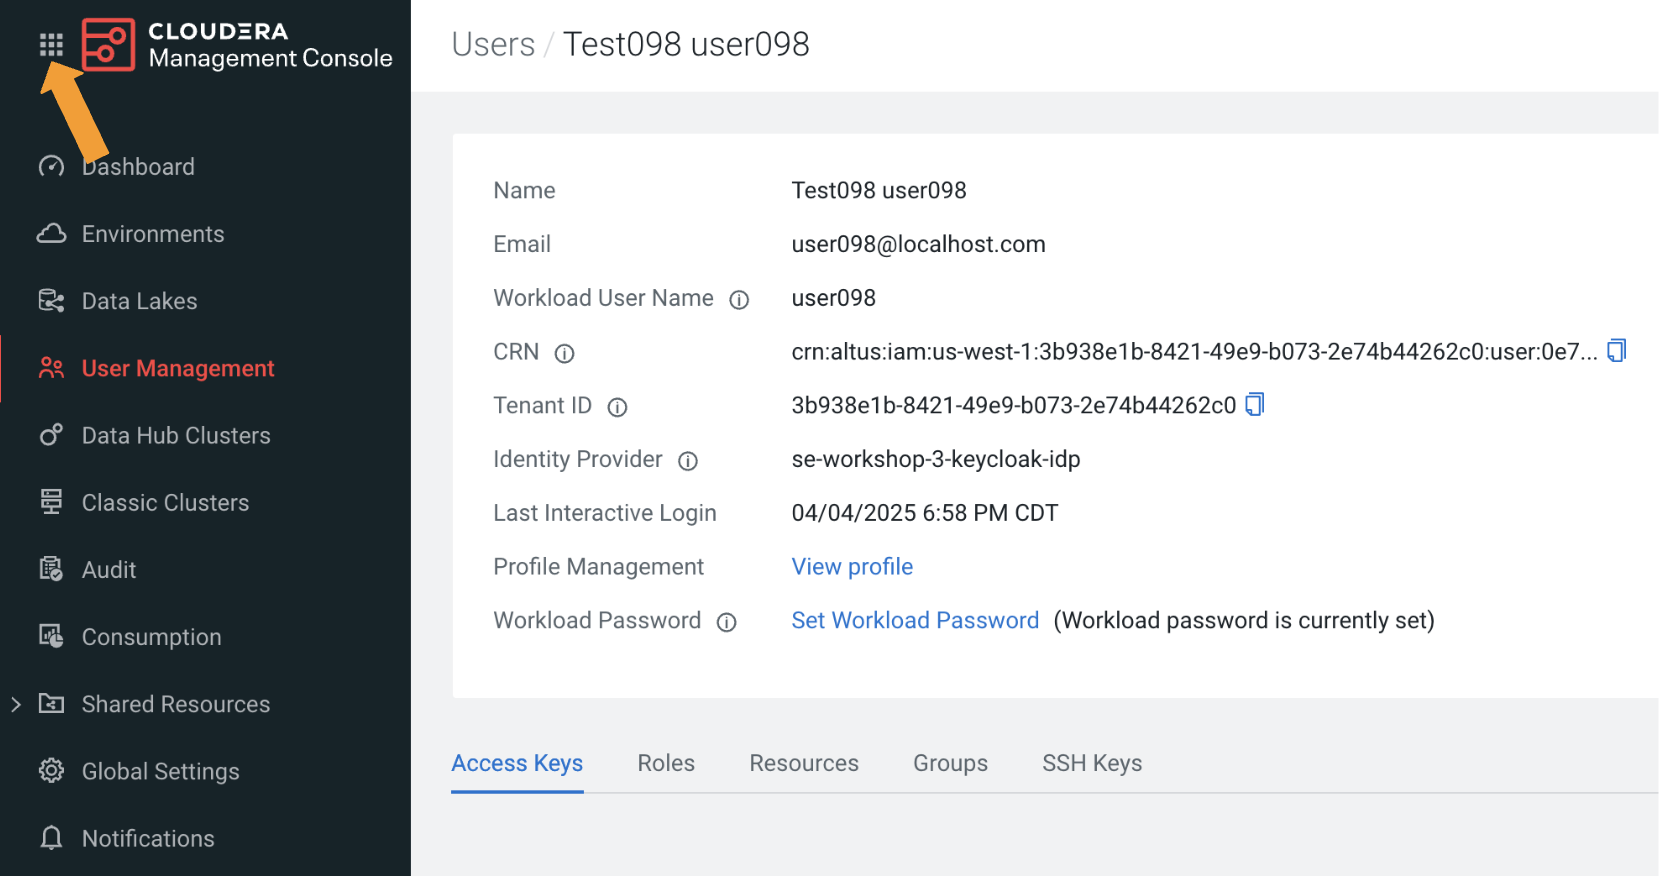 CLOUDERA
Management Console
Users / Test098 user098
Dashboard
Environments
Data Lakes
User Management
Data Hub Clusters
Classic Clusters
Audit
Consumption
Shared Resources
Global Settings
Notifications
Name Test098 user098
Email user098@localhost.com
Workload User Name user098
CRN crn:altus:iam:us-west-1:3b938e1b-8421-49e9-b073-2e74b44262c0:user:0e7...
Tenant ID 3b938e1b-8421-49e9-b073-2e74b44262c0
Identity Provider se-workshop-3-keycloak-idp
Last Interactive Login 04/04/2025 6:58 PM CDT
Profile Management View profile
Workload Password Set Workload Password (Workload password is currently set)
Access Keys Roles Resources Groups SSH Keys